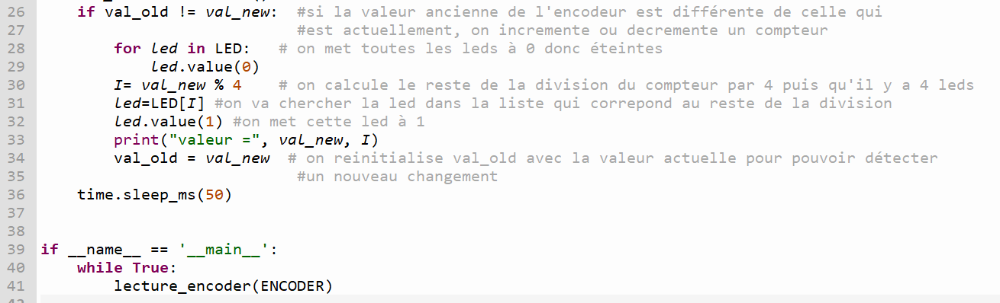 26 if val_old != val_new: #si la valeur ancienne de l'encodeur est différente de celle qui
27 #est actuellement, on incremente ou decremente un compteur
28 for led in LED: # on met toutes les leds à 0 donc éteintes
29 led.value(0)
30 I= val_new % 4 # on calcule le reste de la division du compteur par 4 puis qu'il y a 4 leds
31 led=LED[I] #on va chercher la led dans la liste qui correpond au reste de la division
32 led.value(1) #on met cette led à 1
33 print("valeur =", val_new, I)
34 val_old = val_new # on reinitialise val_old avec la valeur actuelle pour pouvoir détecter
35 #un nouveau changement
36 time.sleep_ms(50)
37
38
39 if __name__ == '__main__':
40 while True:
41 lecture_encoder(ENCODER)